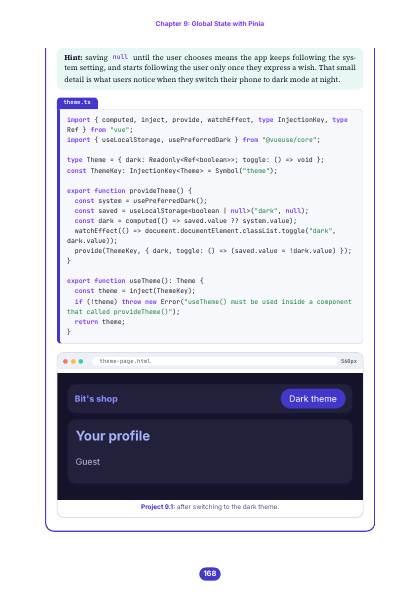 Chapter 9: Global State with Pinia
Hint: saving null until the user chooses means the app keeps following the sys-
tem setting, and starts following the user only once they express a wish. That small
detail is what users notice when they switch their phone to dark mode at night.
theme.ts
import { computed, inject, provide, watchEffect, type InjectionKey, type
Ref } from "vue";
import { useLocalStorage, usePreferredDark } from "@vueuse/core";
type Theme = { dark: Readonly<Ref<boolean>>; toggle: () => void };
const ThemeKey: InjectionKey<Theme> = Symbol("theme");
export function provideTheme() {
  const system = usePreferredDark();
  const saved = useLocalStorage<boolean | null>("dark", null);
  const dark = computed(() => saved.value ?? system.value);
  watchEffect(() => document.documentElement.classList.toggle("dark",
dark.value));
  provide(ThemeKey, { dark, toggle: () => (saved.value = !dark.value) });
}
export function useTheme(): Theme {
  const theme = inject(ThemeKey);
  if (!theme) throw new Error("useTheme() must be used inside a component
that called provideTheme()");
  return theme;
}
theme-page.html 560px
Bit's shop Dark theme
Your profile
Guest
Project 9.1: after switching to the dark theme.
168